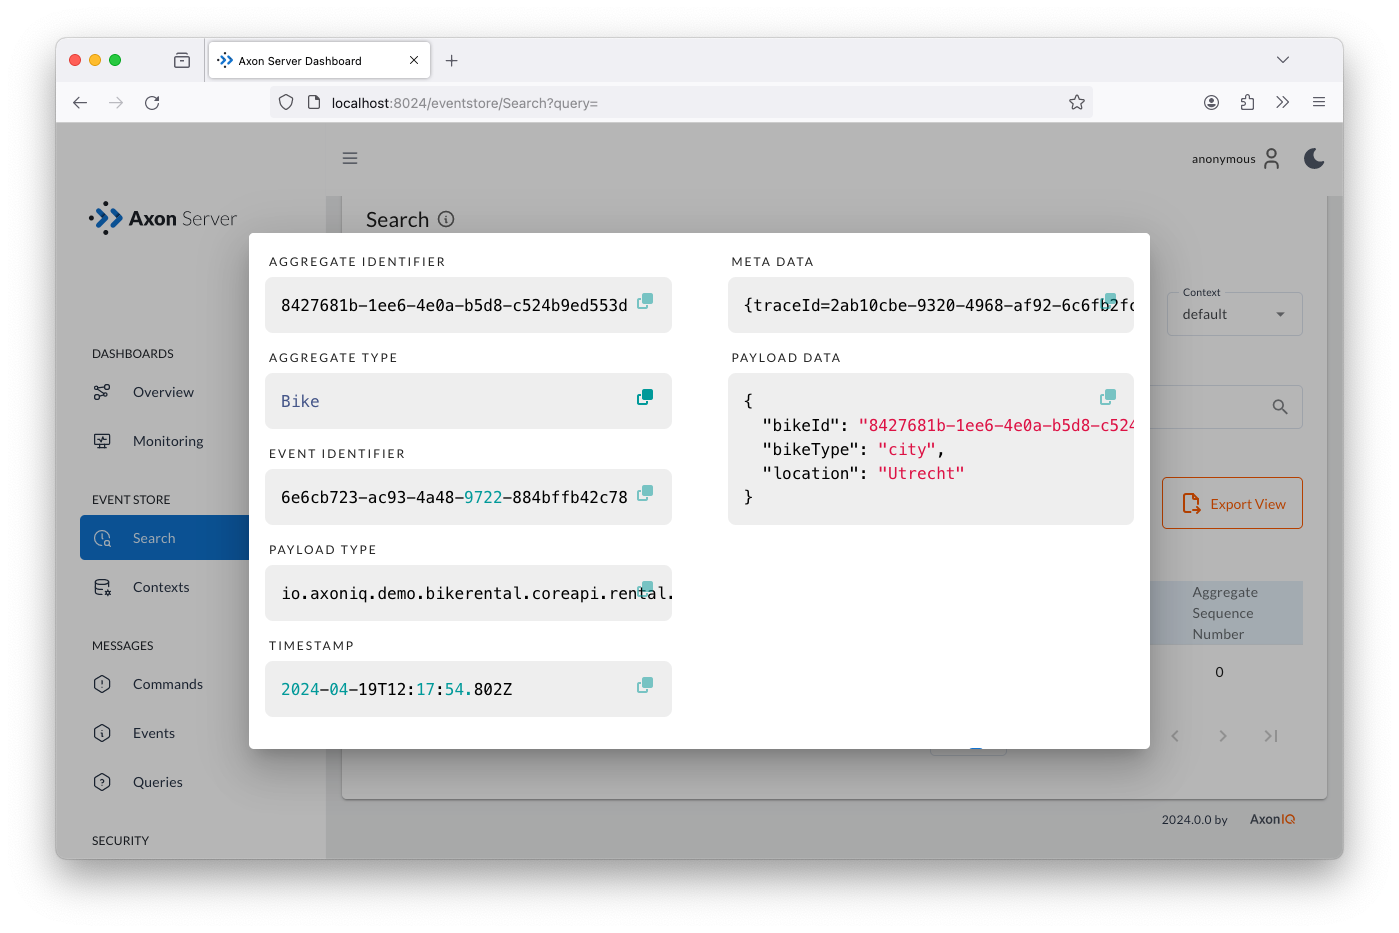 Axon Server Dashboard
localhost:8024/eventstore/Search?query=
anonymous
Axon Server
Search
DASHBOARDS
Overview
Monitoring
EVENT STORE
Search
Contexts
MESSAGES
Commands
Events
Queries
SECURITY
AGGREGATE IDENTIFIER
8427681b-1ee6-4e0a-b5d8-c524b9ed553d
AGGREGATE TYPE
Bike
EVENT IDENTIFIER
6e6cb723-ac93-4a48-9722-884bffb42c78
PAYLOAD TYPE
io.axoniq.demo.bikerental.coreapi.rental.
TIMESTAMP
2024-04-19T12:17:54.802Z
META DATA
{traceId=2ab10cbe-9320-4968-af92-6c6fb2fc
PAYLOAD DATA
{
"bikeId": "8427681b-1ee6-4e0a-b5d8-c524
"bikeType": "city",
"location": "Utrecht"
}
Context
default
Export View
Aggregate
Sequence
Number
0
2024.0.0 by AxonIQ